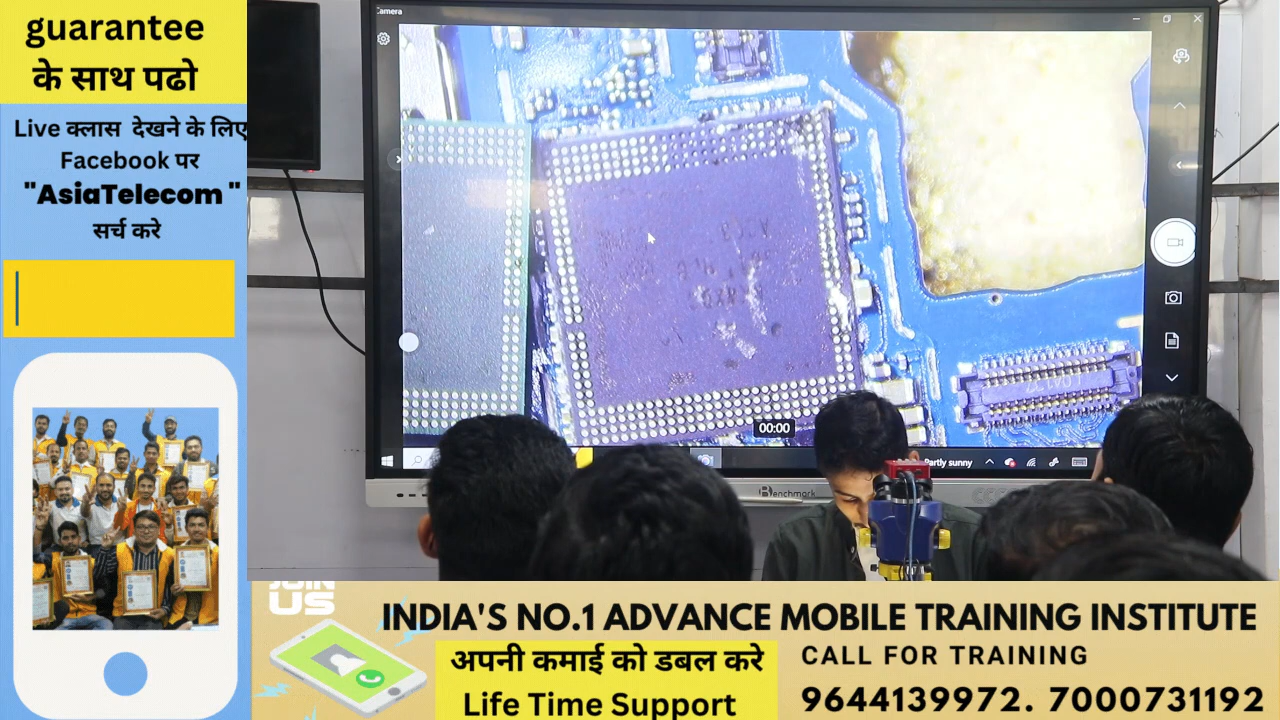 guarantee
के साथ पढो
Live क्लास देखने के लिए
Facebook पर
"AsiaTelecom "
सर्च करे
Camera
00:00
Partly sunny
Benchmark
JOIN
US
INDIA'S NO.1 ADVANCE MOBILE TRAINING INSTITUTE
अपनी कमाई को डबल करे
Life Time Support
CALL FOR TRAINING
9644139972. 7000731192